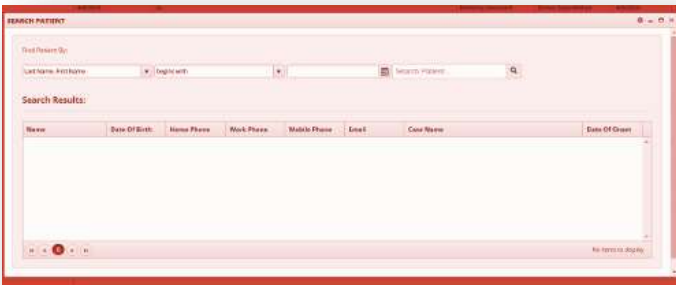 SEARCH PATIENT
Find Patient By:
Last Name, First Name begins with Search Patient...
Search Results:
Name Date Of Birth Home Phone Work Phone Mobile Phone Email Case Name Date Of Onset
0
No items to display